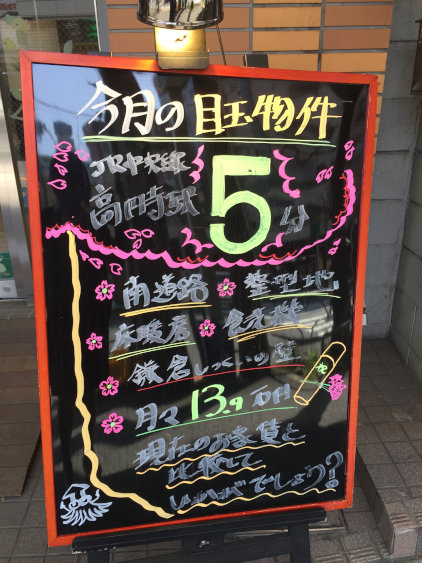 今月の目玉物件
JR中央線
高円寺駅
5分
南道路 整型地
床暖房 食洗機
鎌倉しっくいの壁
月々13.9万円
現在のお家賃と
比較して
いかがでしょう?